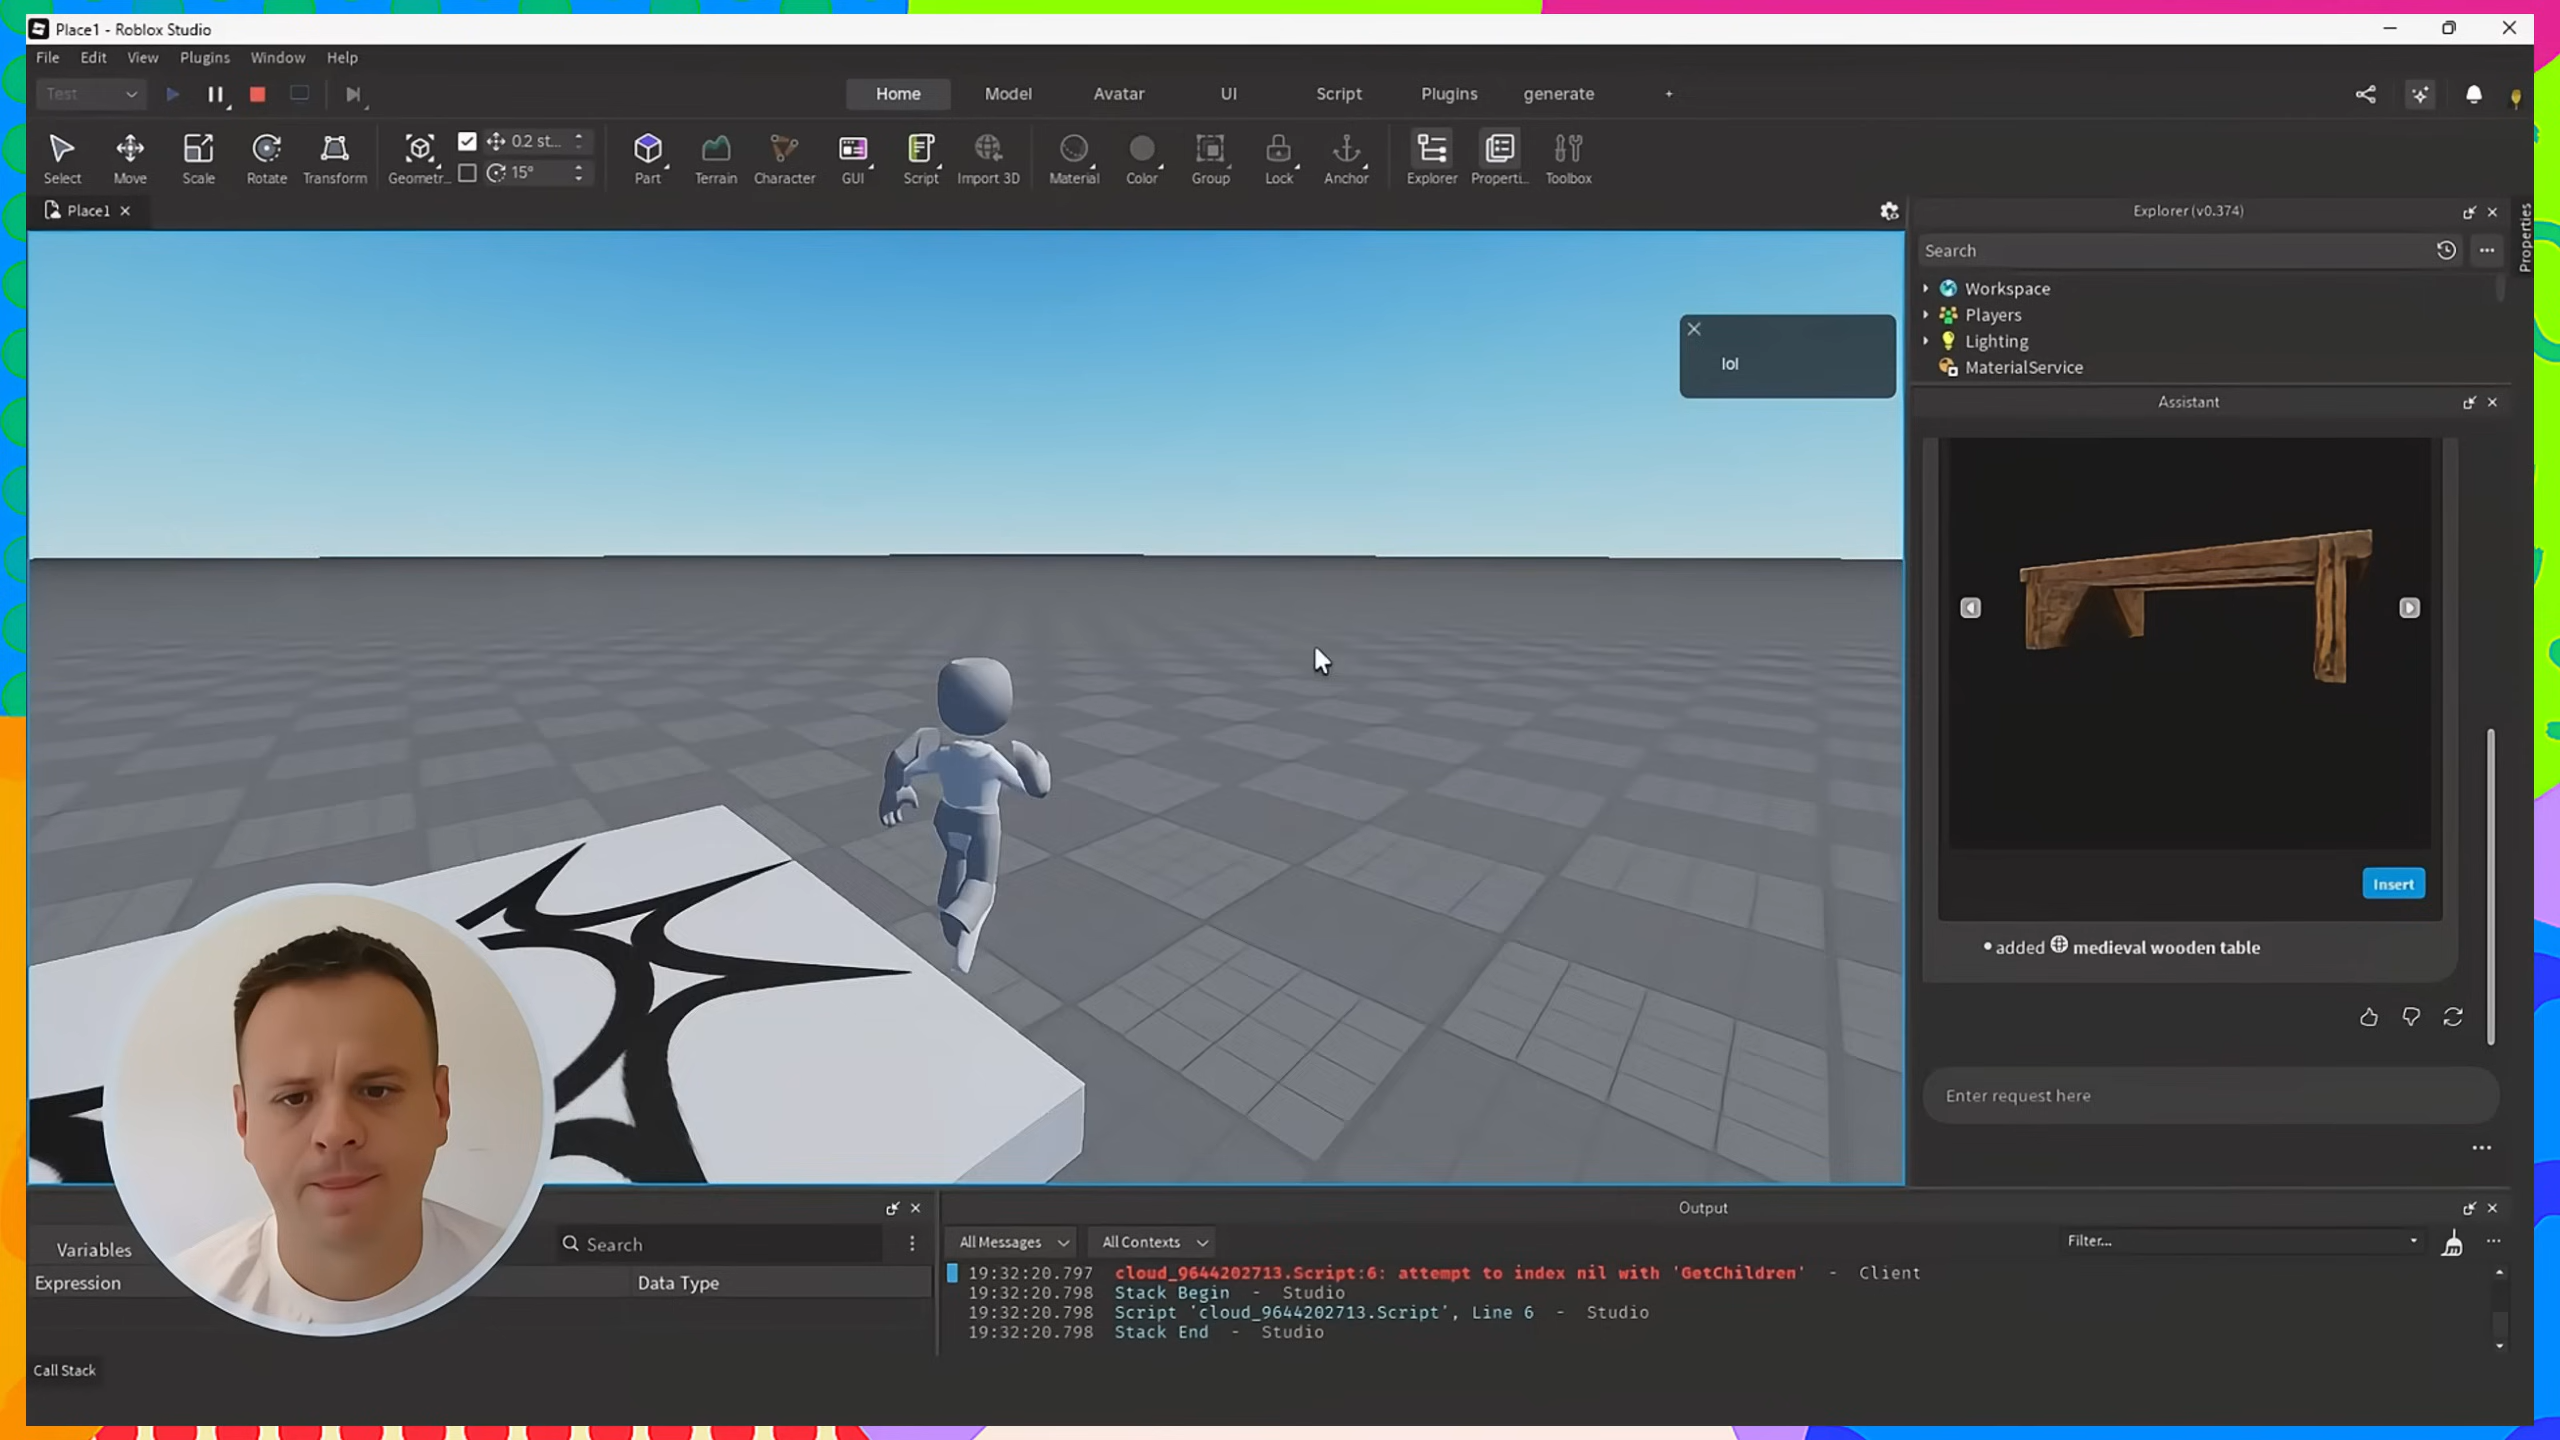 Place1 - Roblox Studio
File Edit View Plugins Window Help
Test
Home Model Avatar UI Script Plugins generate +
0.2 st...
15°
Select Move Scale Rotate Transform Geometr... Part Terrain Character GUI Script Import 3D Material Color Group Lock Anchor Explorer Properti... Toolbox
Place1
Explorer (v0.374)
Properties
Search
Workspace
Players
Lighting
MaterialService
lol
Assistant
Insert
• added medieval wooden table
Enter request here
Variables
Search
Expression
Data Type
Call Stack
Output
All Messages
All Contexts
Filter...
19:32:20.797 cloud_9644202713.Script:6: attempt to index nil with 'GetChildren' - Client
19:32:20.798 Stack Begin - Studio
19:32:20.798 Script 'cloud_9644202713.Script', Line 6 - Studio
19:32:20.798 Stack End - Studio